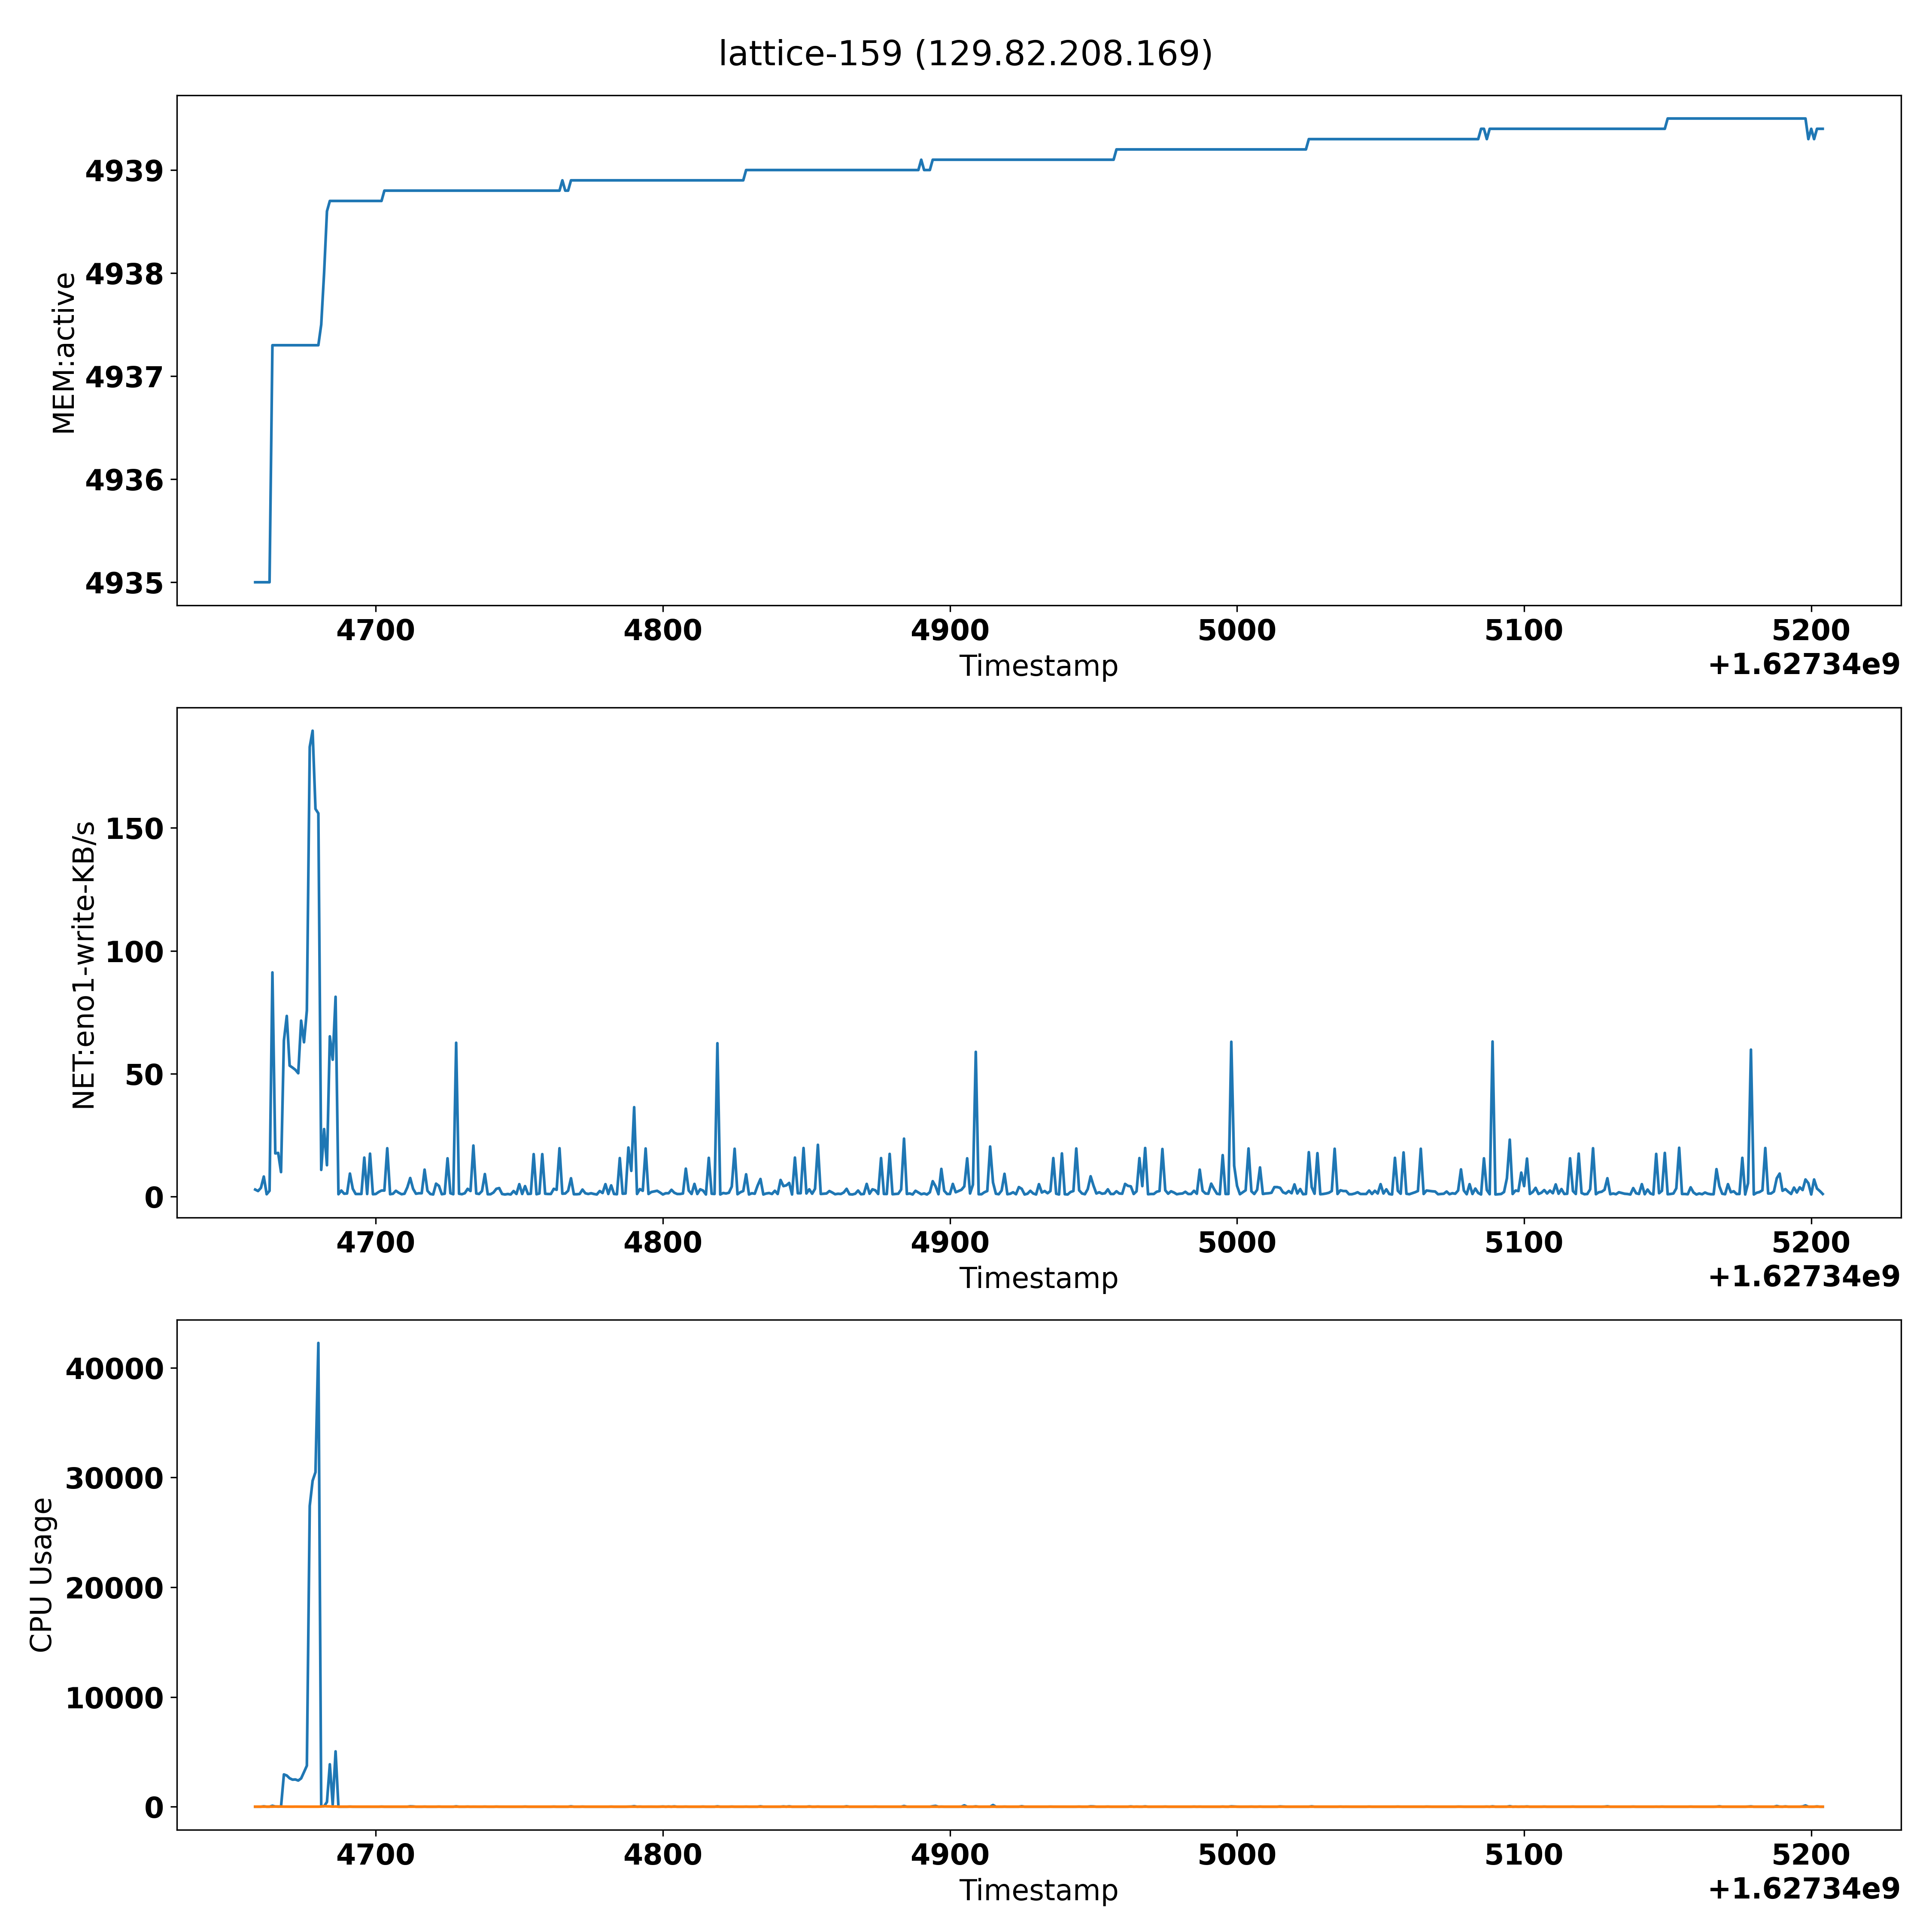 lattice-159 (129.82.208.169)
MEM:active
4939
4938
4937
4936
4935
4700 4800 4900 5000 5100 5200
Timestamp
+1.62734e9
NET:eno1-write-KB/s
150
100
50
0
4700 4800 4900 5000 5100 5200
Timestamp
+1.62734e9
CPU Usage
40000
30000
20000
10000
0
4700 4800 4900 5000 5100 5200
Timestamp
+1.62734e9